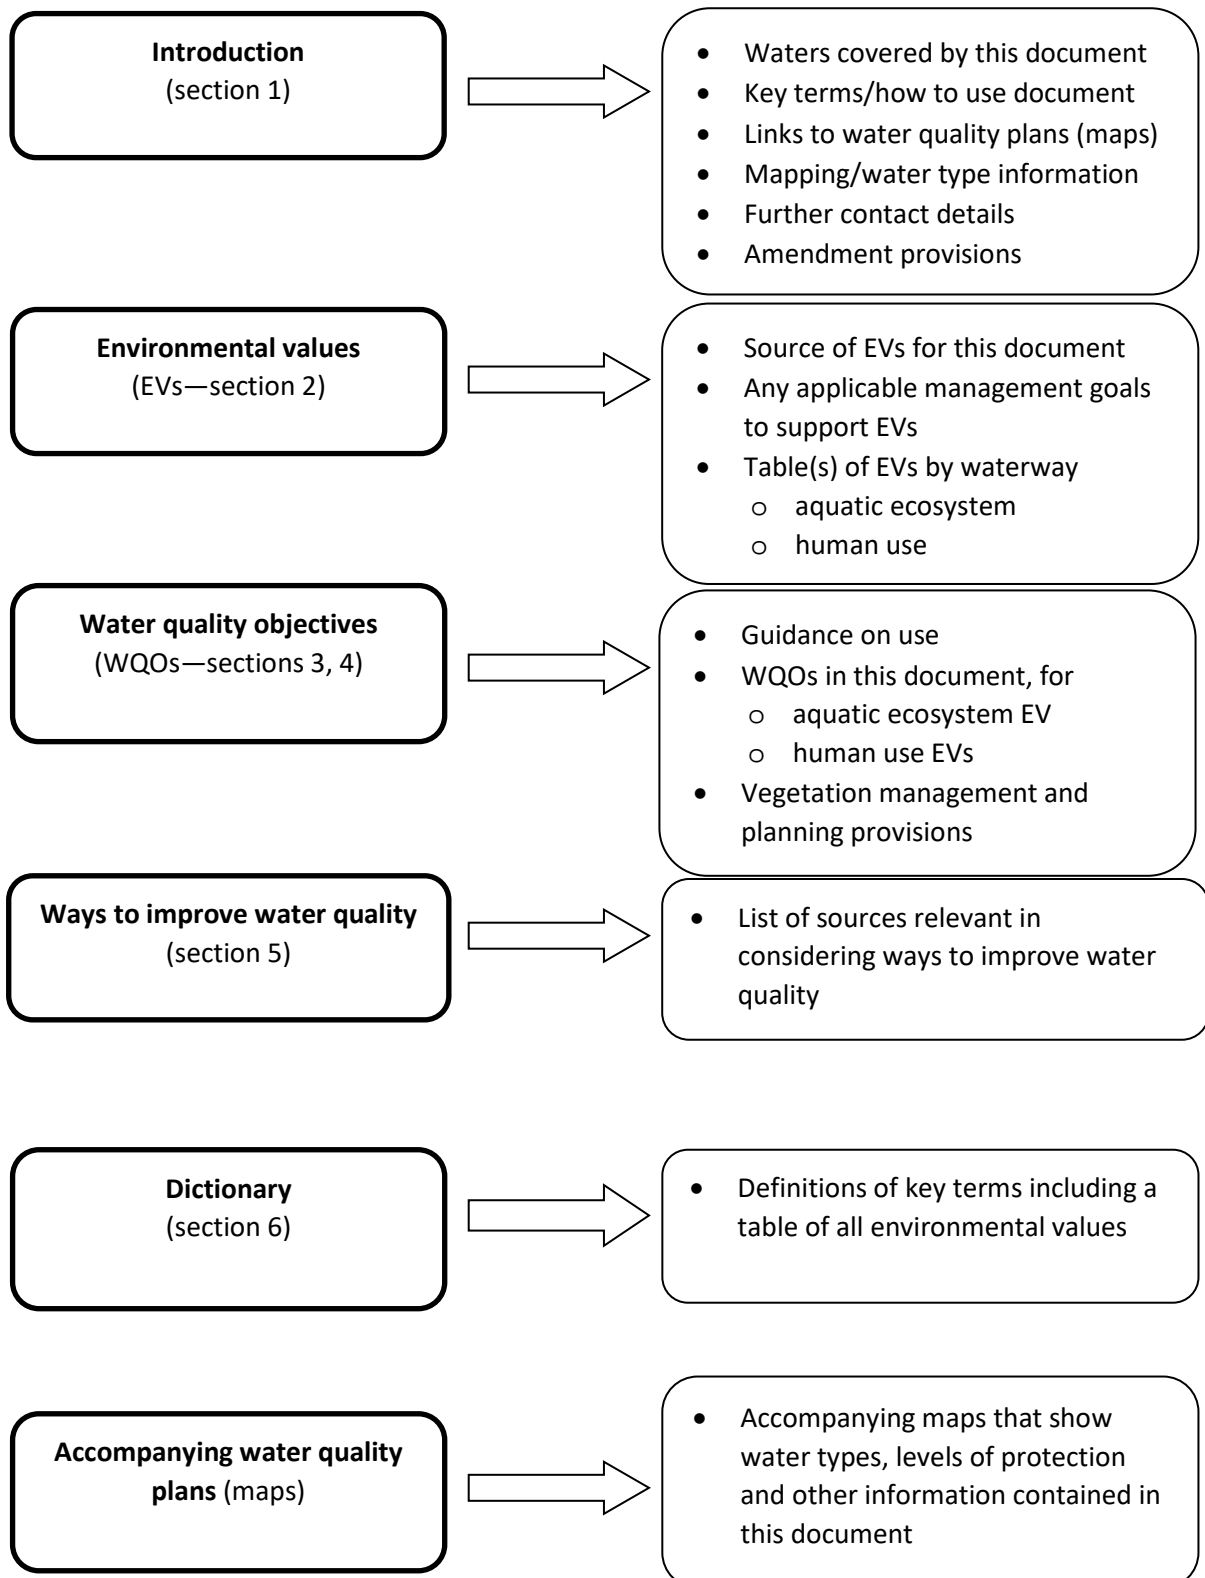 Introduction
(section 1)
• Waters covered by this document
• Key terms/how to use document
• Links to water quality plans (maps)
• Mapping/water type information
• Further contact details
• Amendment provisions
Environmental values
(EVs—section 2)
• Source of EVs for this document
• Any applicable management goals
to support EVs
• Table(s) of EVs by waterway
o aquatic ecosystem
o human use
Water quality objectives
(WQOs—sections 3, 4)
• Guidance on use
• WQOs in this document, for
o aquatic ecosystem EV
o human use EVs
• Vegetation management and
planning provisions
Ways to improve water quality
(section 5)
• List of sources relevant in
considering ways to improve water
quality
Dictionary
(section 6)
• Definitions of key terms including a
table of all environmental values
Accompanying water quality
plans (maps)
• Accompanying maps that show
water types, levels of protection
and other information contained in
this document